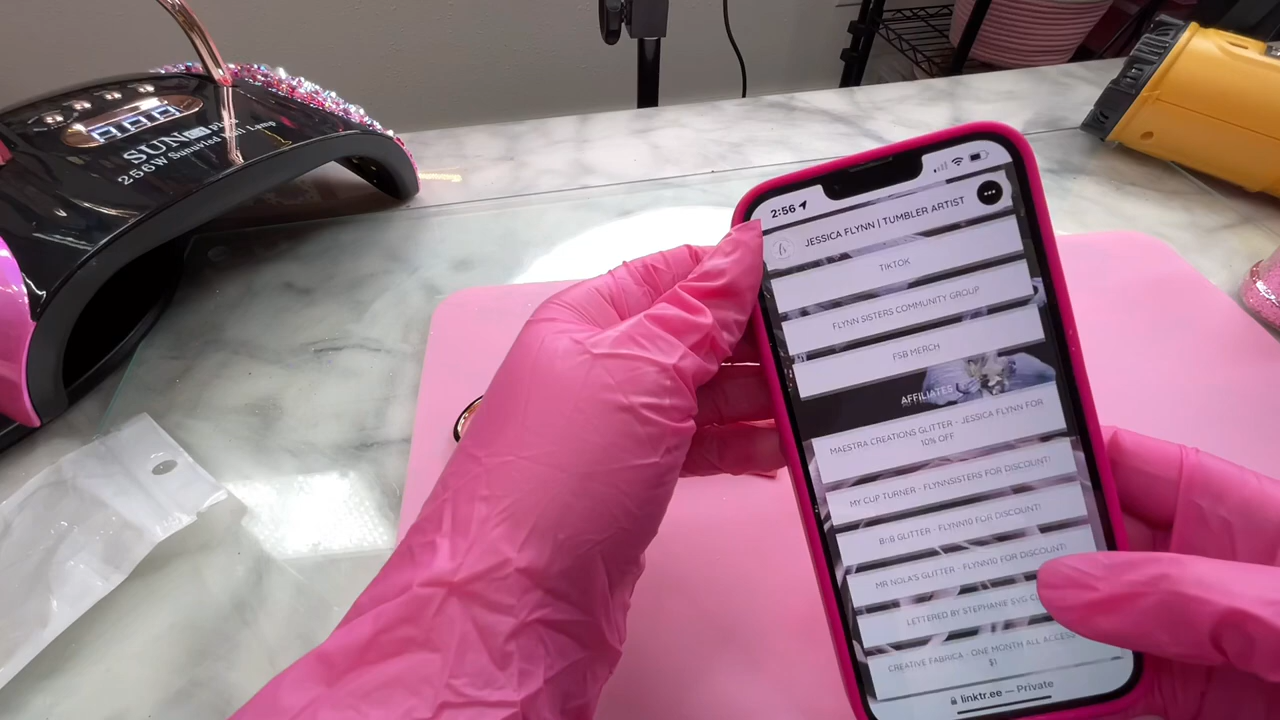 SUN
256W Sunuvled Nail Lamp
2:56
JESSICA FLYNN | TUMBLER ARTIST
TIKTOK
FLYNN SISTERS COMMUNITY GROUP
FSB MERCH
AFFILIATES
MAESTRA CREATIONS GLITTER - JESSICA FLYNN FOR
10% OFF
MY CUP TURNER - FLYNNSISTERS FOR DISCOUNT!
GLITTER - FLYNN10 FOR DISCOUNT!
MR NOLA'S GLITTER - FLYNN10 FOR DISCOUNT!
LETTERED BY STEPHANIE SVG
CREATIVE FABRICA - ONE MONTH ALL ACCESS
$1
linktr.ee — Private